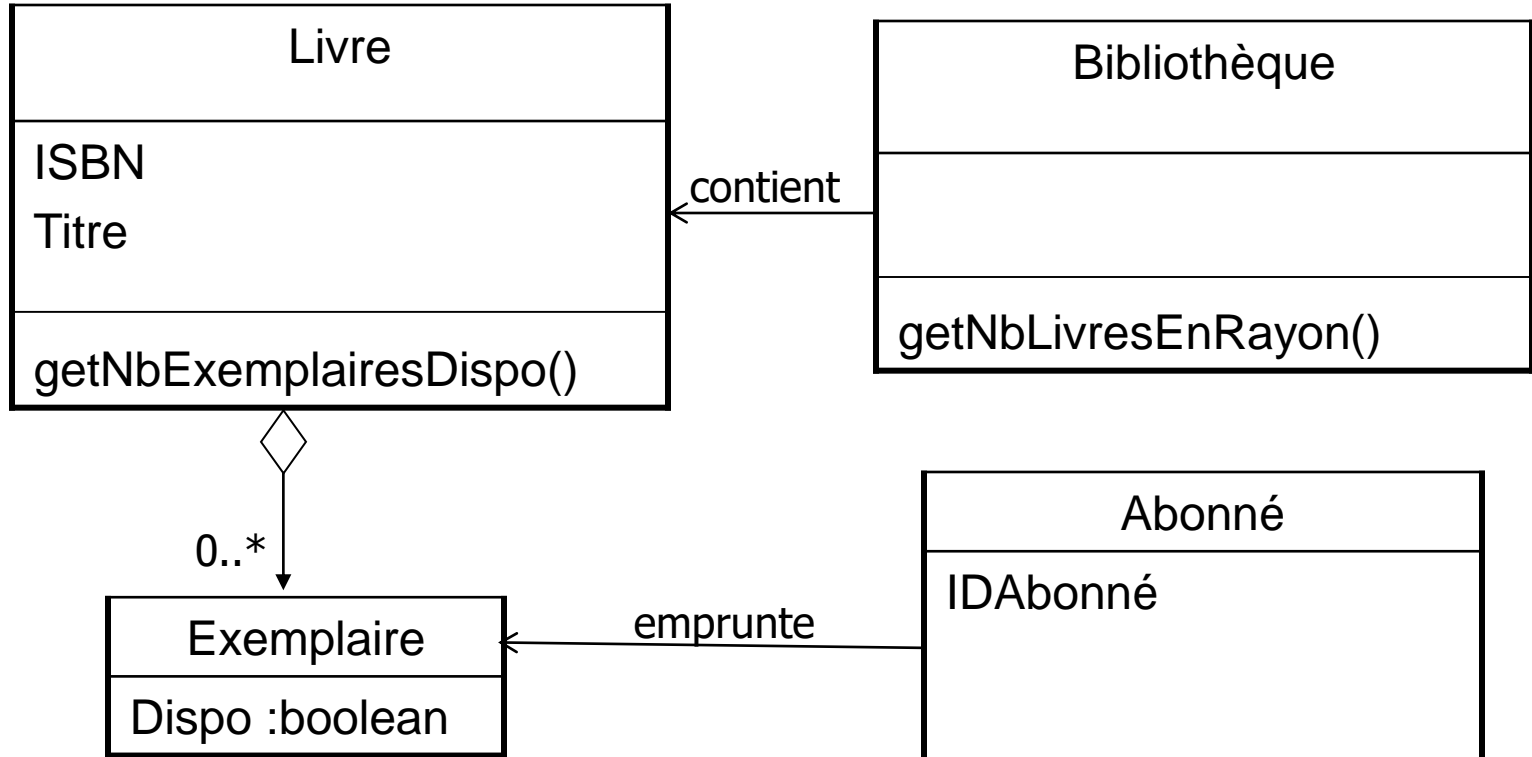 Livre
ISBN
Titre
getNbExemplairesDispo()
contient
Bibliothèque
getNbLivresEnRayon()
0..*
Exemplaire
Dispo :boolean
emprunte
Abonné
IDAbonné